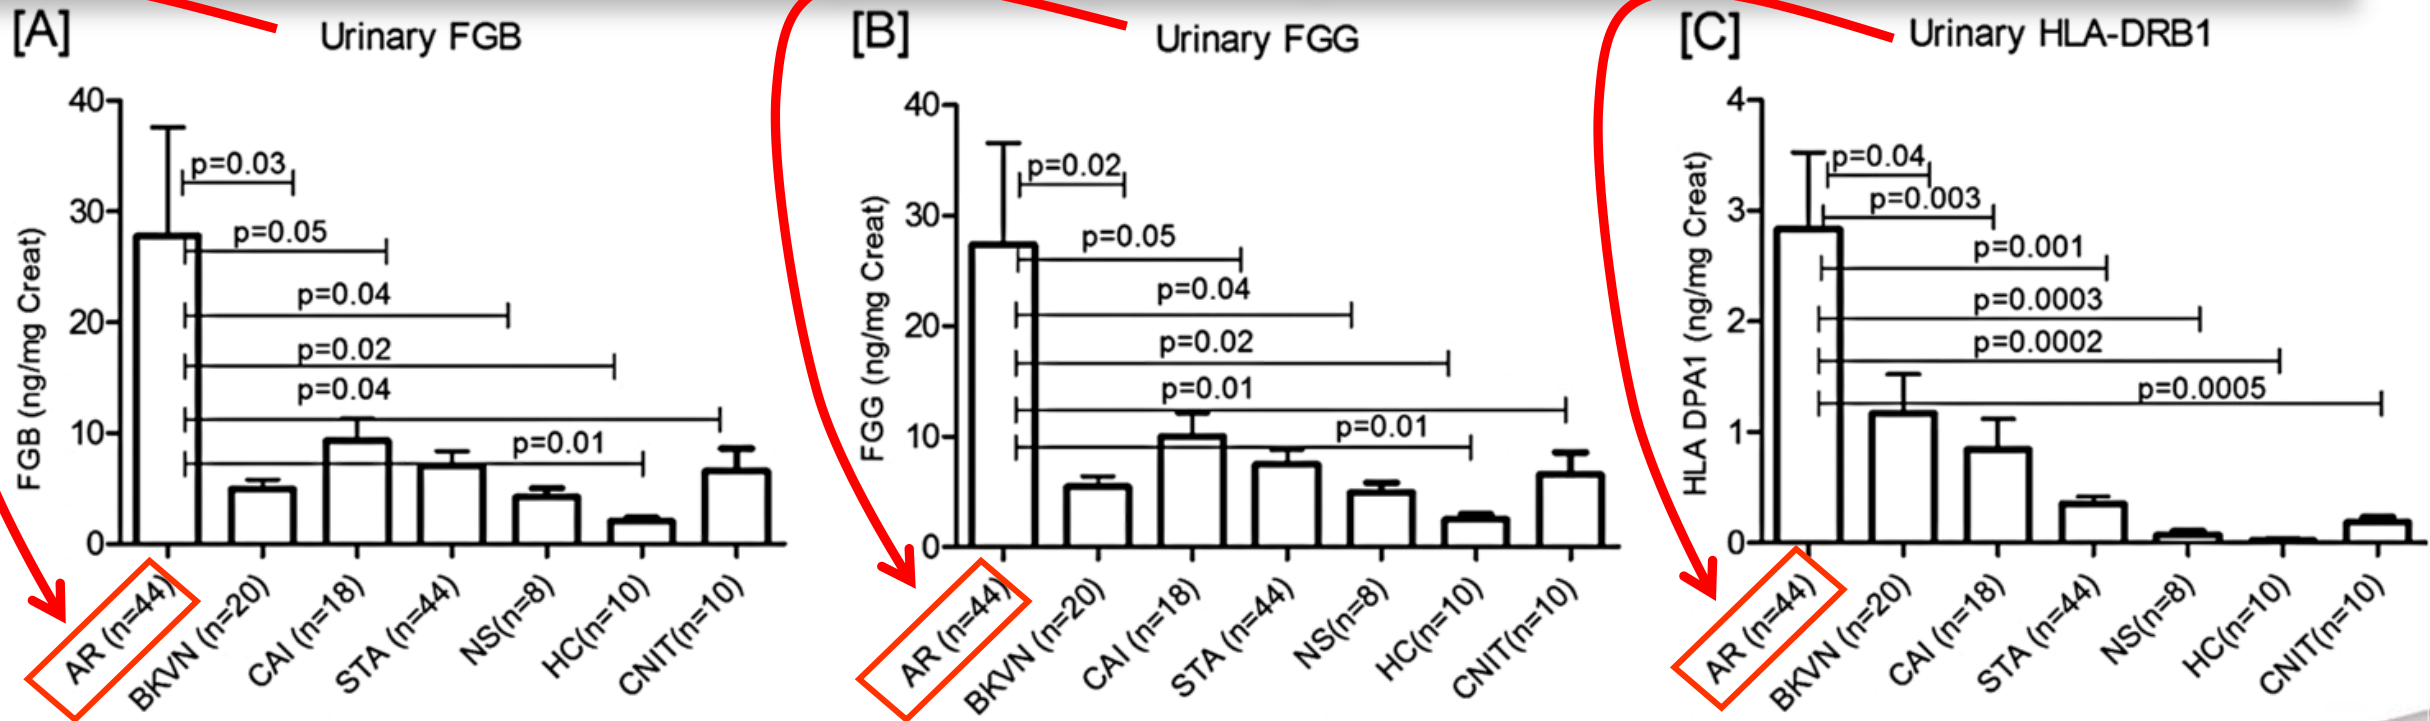 [A]
Urinary FGB
FGB (ng/mg Creat)
40
30
20
10
0
p=0.03
p=0.05
p=0.04
p=0.02
p=0.04
p=0.01
AR (n=44)
BKVN (n=20)
CAI (n=18)
STA (n=44)
NS(n=8)
HC(n=10)
CNIT(n=10)
[B]
Urinary FGG
FGG (ng/mg Creat)
40
30
20
10
0
p=0.02
p=0.05
p=0.04
p=0.02
p=0.01
p=0.01
AR (n=44)
BKVN (n=20)
CAI (n=18)
STA (n=44)
NS(n=8)
HC(n=10)
CNIT(n=10)
[C]
Urinary HLA-DRB1
HLA DPA1 (ng/mg Creat)
4
3
2
1
0
p=0.04
p=0.003
p=0.001
p=0.0003
p=0.0002
p=0.0005
AR (n=44)
BKVN (n=20)
CAI (n=18)
STA (n=44)
NS(n=8)
HC(n=10)
CNIT(n=10)